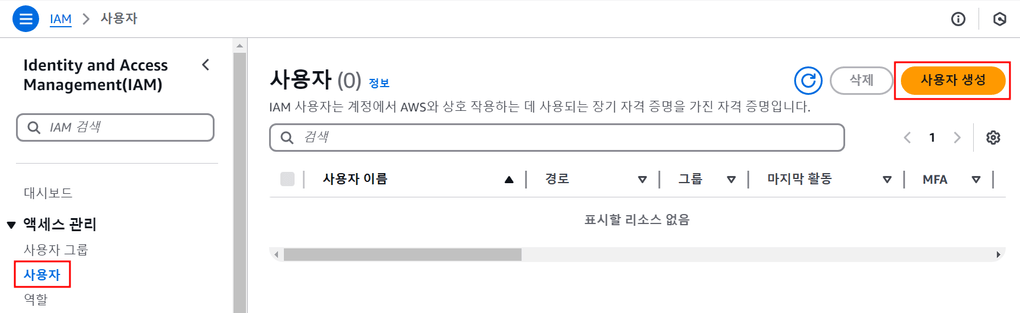 IAM > 사용자
Identity and Access
Management(IAM)
IAM 검색
대시보드
액세스 관리
사용자 그룹
사용자
역할
사용자 (0) 정보
삭제
사용자 생성
IAM 사용자는 계정에서 AWS와 상호 작용하는 데 사용되는 장기 자격 증명을 가진 자격 증명입니다.
검색
1
사용자 이름 경로 그룹 마지막 활동 MFA
표시할 리소스 없음